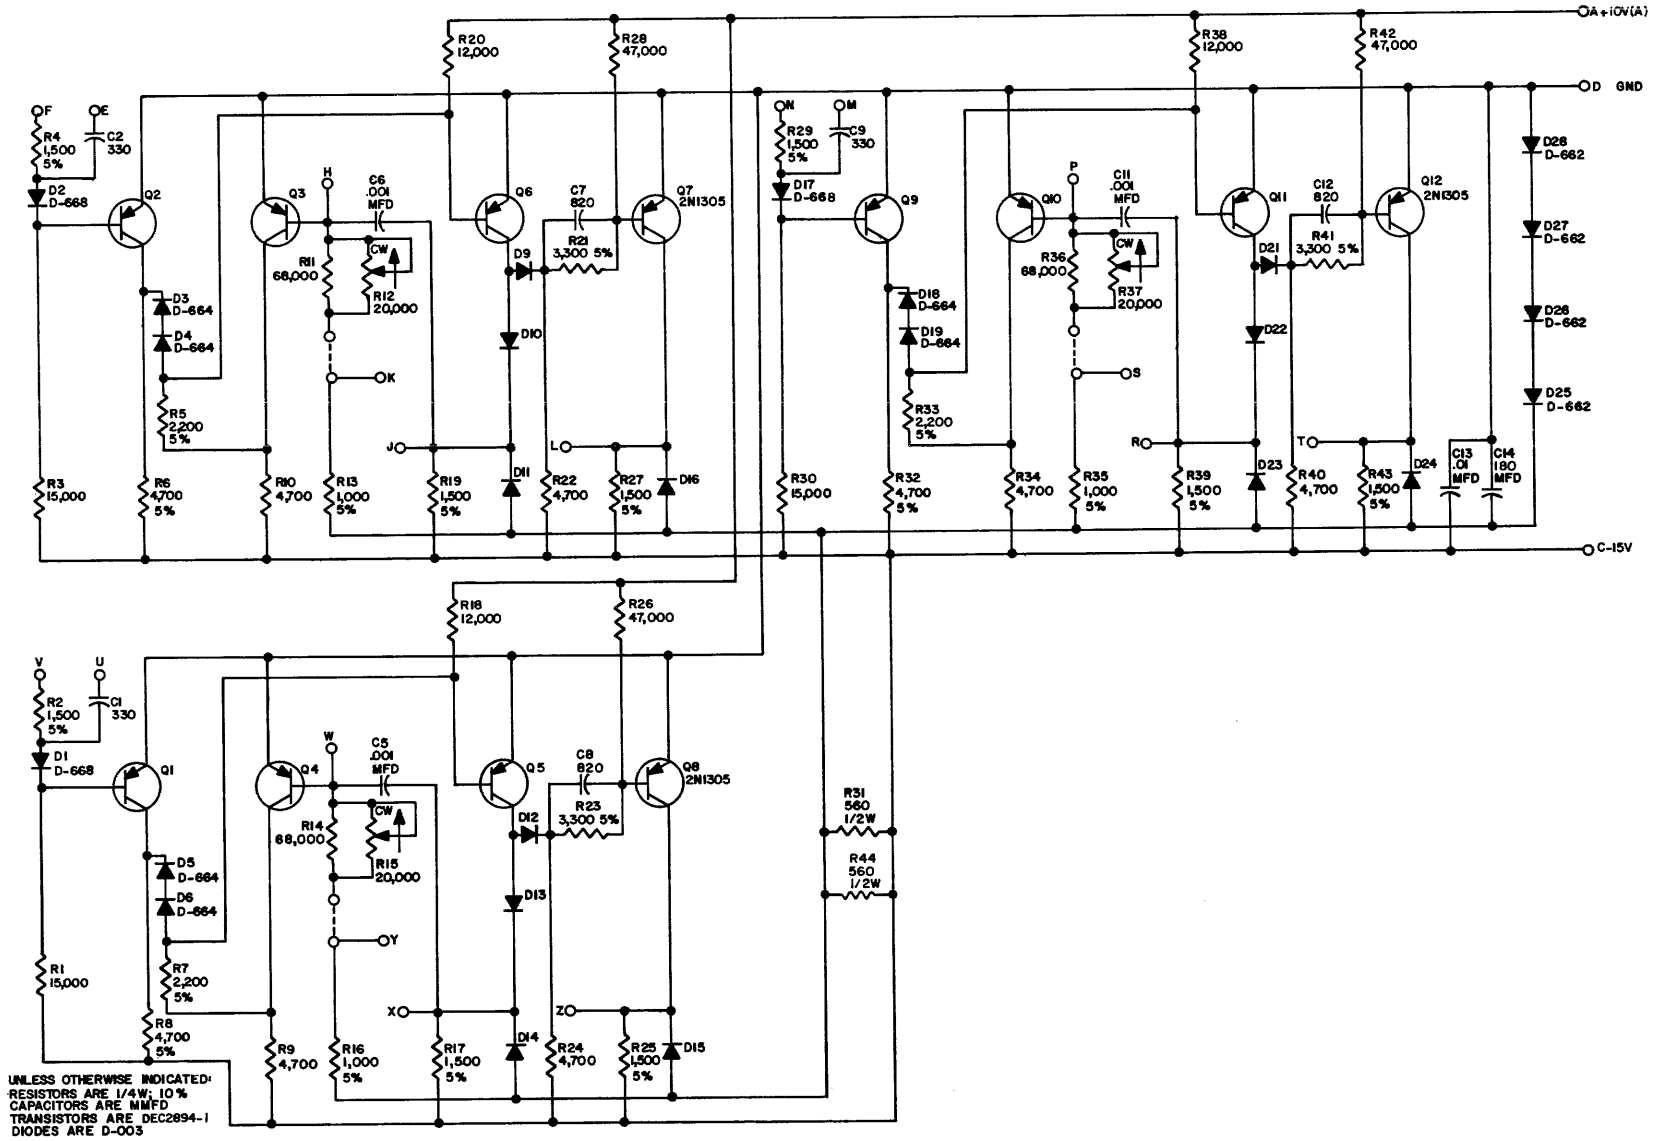 A+10V(A)
R20
12,000
R28
47,000
R38
12,000
R42
47,000
D GND
F
E
R4
1,500
5%
C2
330
D2
D-668
Q2
D3
D-664
D4
D-664
R5
2,200
5%
R3
15,000
R6
4,700
5%
Q3
R10
4,700
H
C6
.001
MFD
R11
68,000
CW
R12
20,000
K
R13
1,000
5%
J
R19
1,500
5%
Q6
D9
D10
D11
C7
820
R21
3,300 5%
R22
4,700
L
R27
1,500
5%
Q7
2N1305
D16
N
M
R29
1,500
5%
C9
330
D17
D-668
Q9
D18
D-664
D19
D-664
R33
2,200
5%
R30
15,000
R32
4,700
5%
Q10
R34
4,700
P
C11
.001
MFD
R36
68,000
CW
R37
20,000
S
R35
1,000
5%
R
R39
1,500
5%
Q11
D21
D22
D23
C12
820
R41
3,300 5%
R40
4,700
T
R43
1,500
5%
Q12
2N1305
D24
C13
.01
MFD
C14
180
MFD
D28
D-662
D27
D-662
D26
D-662
D25
D-662
C-15V
R18
12,000
R26
47,000
V
U
R2
1,500
5%
C1
330
D1
D-668
Q1
D5
D-664
D6
D-664
R7
2,200
5%
R1
15,000
R8
4,700
5%
Q4
R9
4,700
W
C5
.001
MFD
R14
68,000
CW
R15
20,000
Y
R16
1,000
5%
X
R17
1,500
5%
Q5
D12
D13
D14
C8
820
R23
3,300 5%
R24
4,700
Z
R25
1,500
5%
Q8
2N1305
D15
R31
560
1/2W
R44
560
1/2W
UNLESS OTHERWISE INDICATED:
RESISTORS ARE 1/4W; 10%
CAPACITORS ARE MMFD
TRANSISTORS ARE DEC2894-1
DIODES ARE D-003